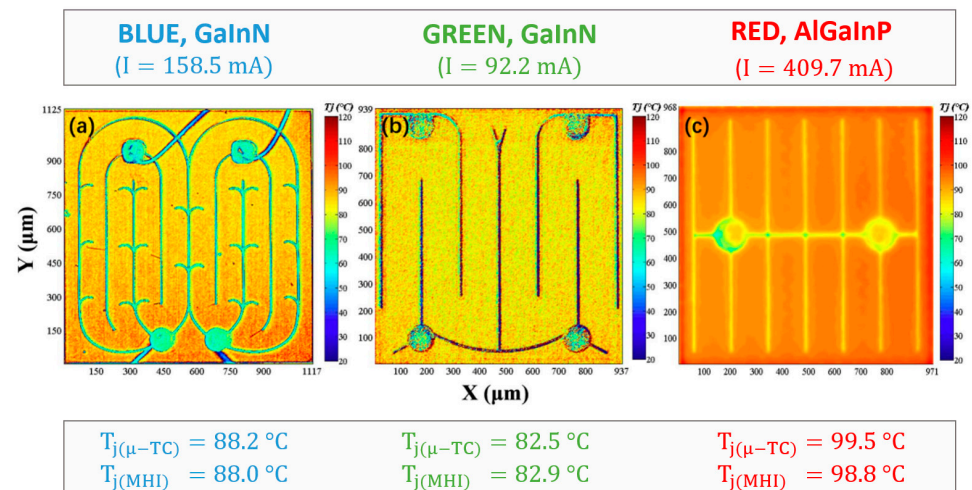 BLUE, GaInN
(I = 158.5 mA)
GREEN, GaInN
(I = 92.2 mA)
RED, AlGaInP
(I = 409.7 mA)
Y (μm)
1125
900
750
600
450
300
150
(a)
150 300 450 600 750 900 1117
Tj (°C)
120
110
100
90
80
70
60
50
40
30
20
939
800
700
600
500
400
300
200
100
(b)
100 200 300 400 500 600 700 800 937
Tj (°C)
120
110
100
90
80
70
60
50
40
30
20
968
800
700
600
500
400
300
200
100
(c)
100 200 300 400 500 600 700 800 971
Tj (°C)
120
110
100
90
80
70
60
50
40
30
20
X (μm)
Tj(μ−TC) = 88.2 °C
Tj(MHI) = 88.0 °C
Tj(μ−TC) = 82.5 °C
Tj(MHI) = 82.9 °C
Tj(μ−TC) = 99.5 °C
Tj(MHI) = 98.8 °C